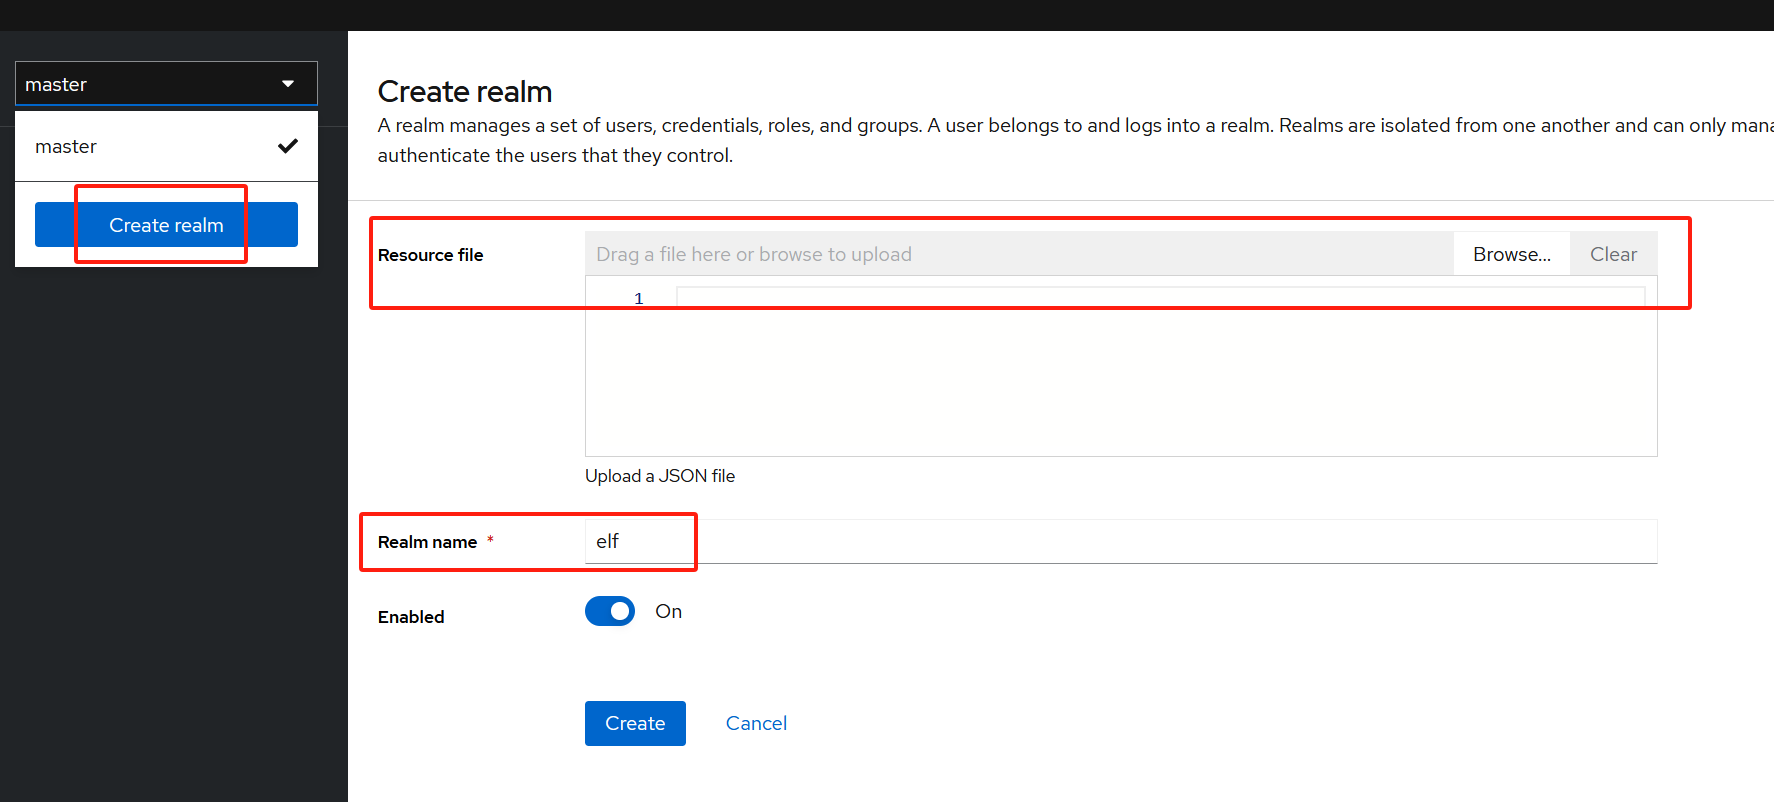 master
master
Create realm
Create realm
A realm manages a set of users, credentials, roles, and groups. A user belongs to and logs into a realm. Realms are isolated from one another and can only
authenticate the users that they control.
Resource file
Drag a file here or browse to upload
Browse...
Clear
1
Upload a JSON file
Realm name *
elf
Enabled
On
Create
Cancel